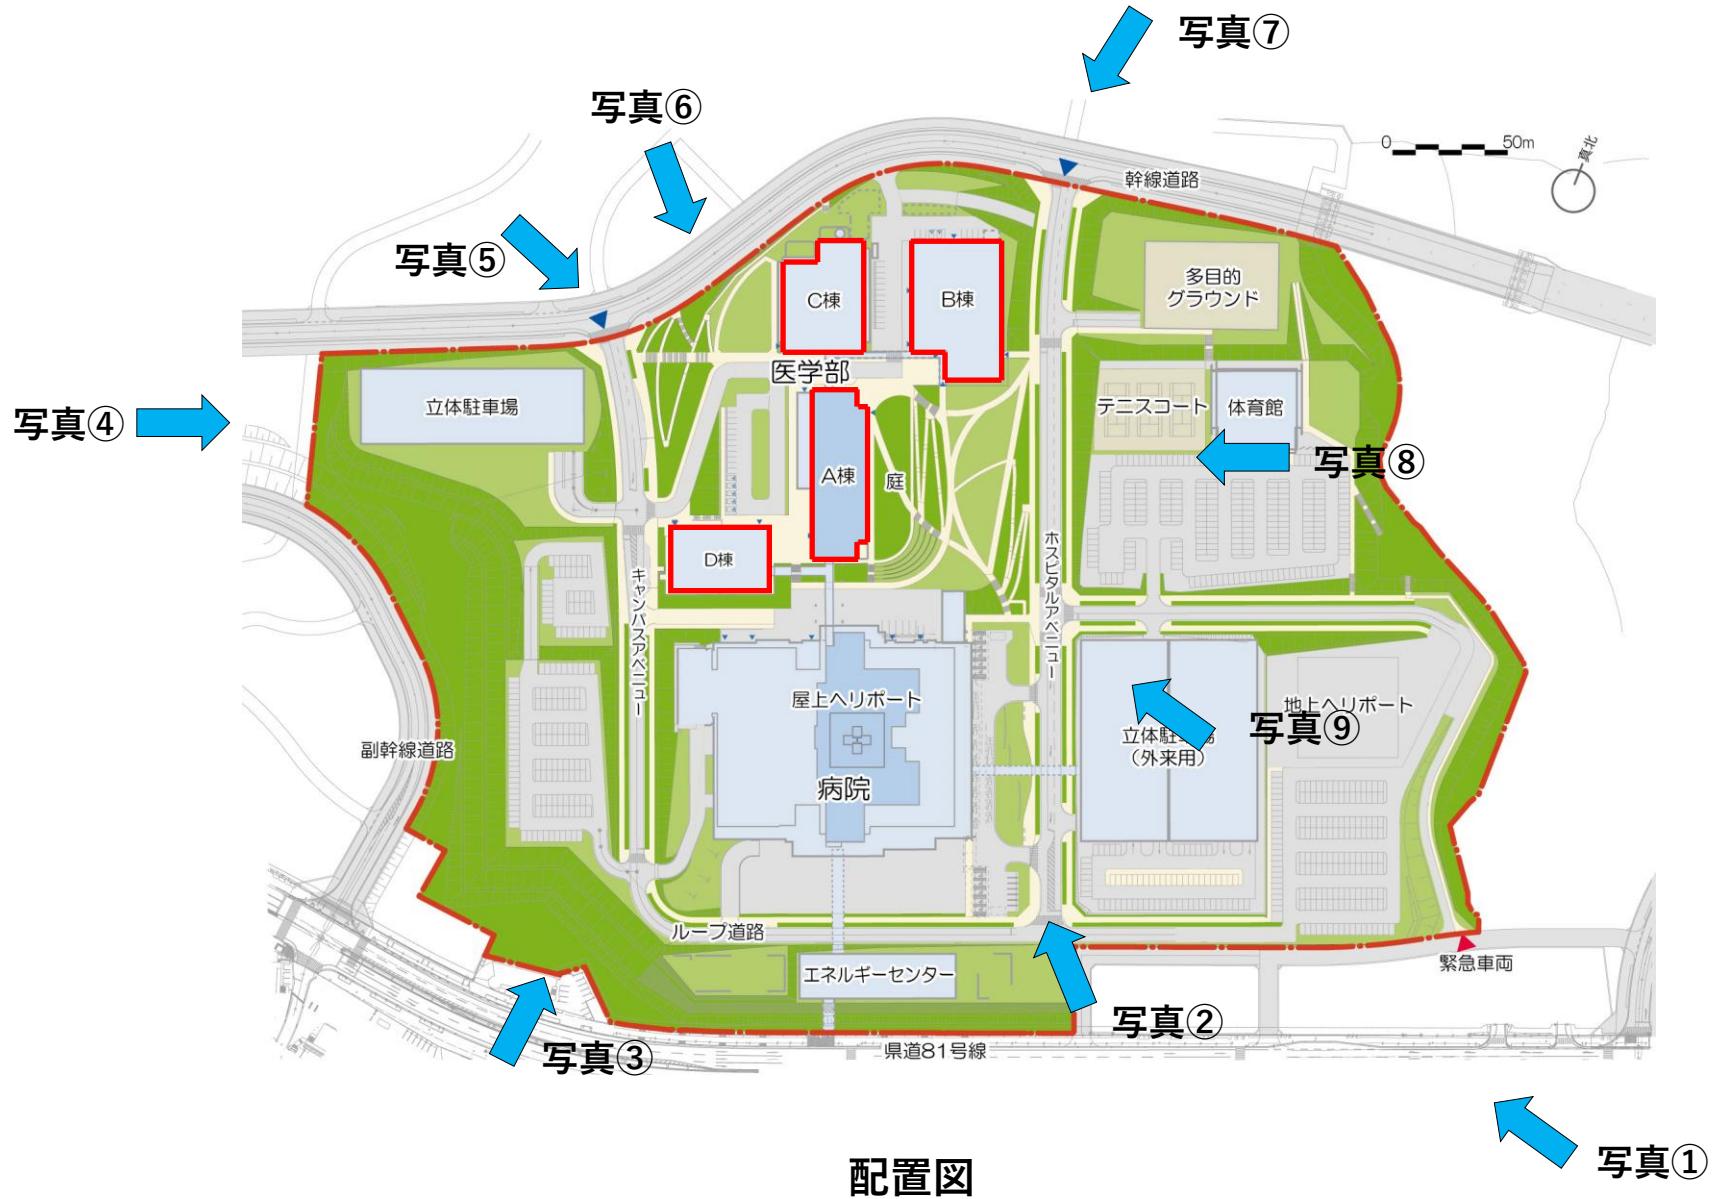 写真⑦
写真⑥
0 50m
真北
幹線道路
写真⑤
多目的
グラウンド
C棟
B棟
医学部
立体駐車場
テニスコート
体育館
写真④
写真⑧
A棟
庭
D棟
ホスピタルアベニュー
キャンパスアベニュー
屋上ヘリポート
地上ヘリポート
写真⑨
立体駐車場
(外来用)
副幹線道路
病院
ループ道路
エネルギーセンター
緊急車両
写真②
写真③
県道81号線
写真①
配置図